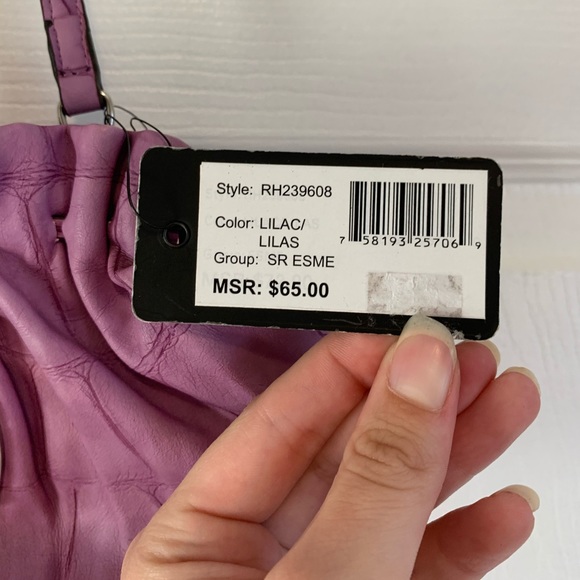 Style: RH239608
Color: LILAC/
LILAS
Group: SR ESME
MSR: $65.00
7 58193 25706 9